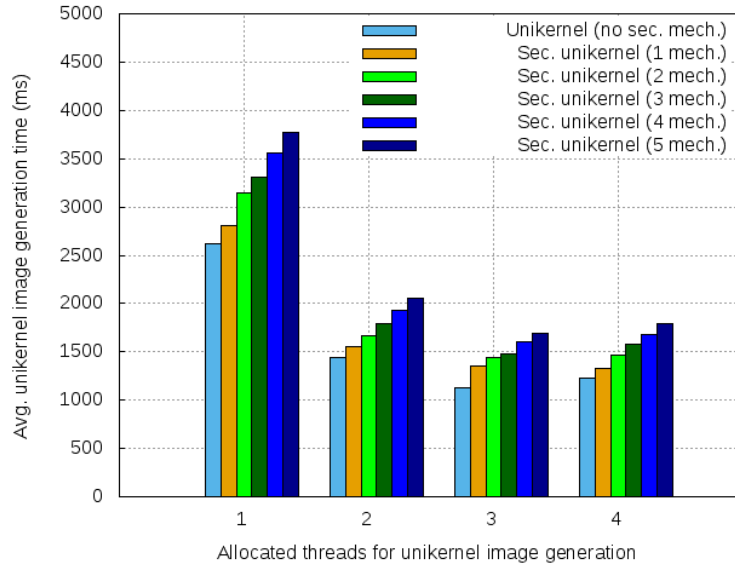 5000
4500
4000
3500
3000
2500
2000
1500
1000
500
0
Avg. unikernel image generation time (ms)
Unikernel (no sec. mech.)
Sec. unikernel (1 mech.)
Sec. unikernel (2 mech.)
Sec. unikernel (3 mech.)
Sec. unikernel (4 mech.)
Sec. unikernel (5 mech.)
1 2 3 4
Allocated threads for unikernel image generation